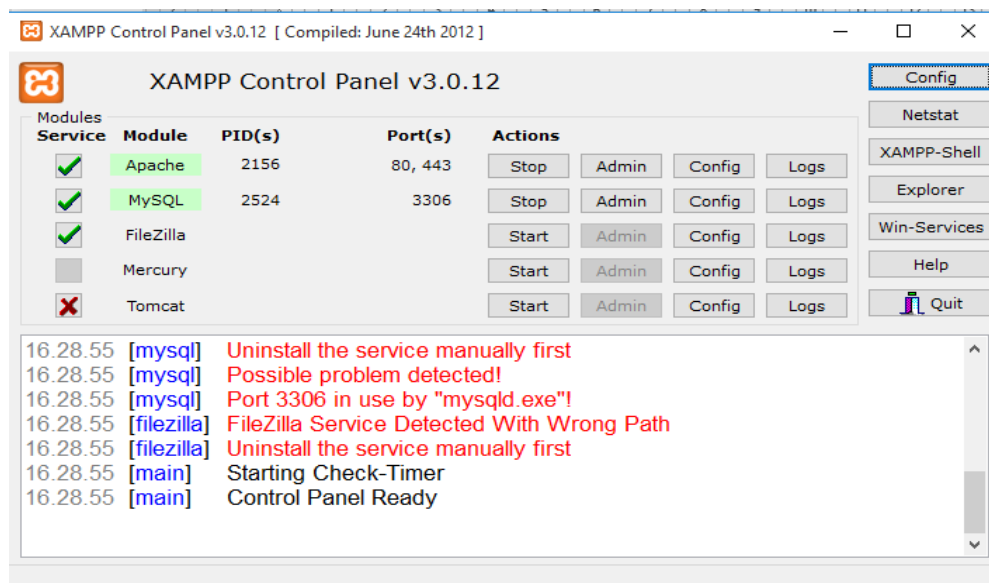 XAMPP Control Panel v3.0.12 [ Compiled: June 24th 2012 ]
XAMPP Control Panel v3.0.12
Config
Modules
Netstat
Service Module PID(s) Port(s) Actions
XAMPP-Shell
Apache 2156 80, 443 Stop Admin Config Logs
Explorer
MySQL 2524 3306 Stop Admin Config Logs
Win-Services
FileZilla Start Admin Config Logs
Help
Mercury Start Admin Config Logs
Quit
Tomcat Start Admin Config Logs
16.28.55 [mysql] Uninstall the service manually first
16.28.55 [mysql] Possible problem detected!
16.28.55 [mysql] Port 3306 in use by "mysqld.exe"!
16.28.55 [filezilla] FileZilla Service Detected With Wrong Path
16.28.55 [filezilla] Uninstall the service manually first
16.28.55 [main] Starting Check-Timer
16.28.55 [main] Control Panel Ready